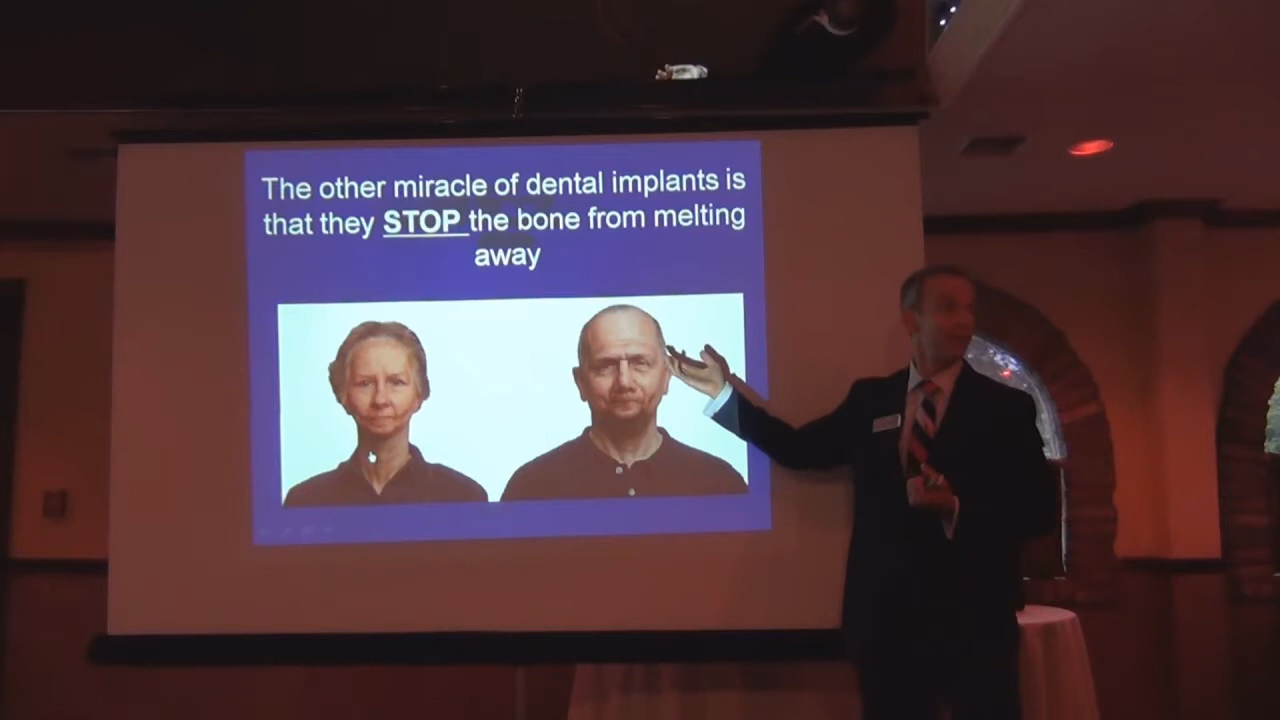 The other miracle of dental implants is
that they STOP the bone from melting
away